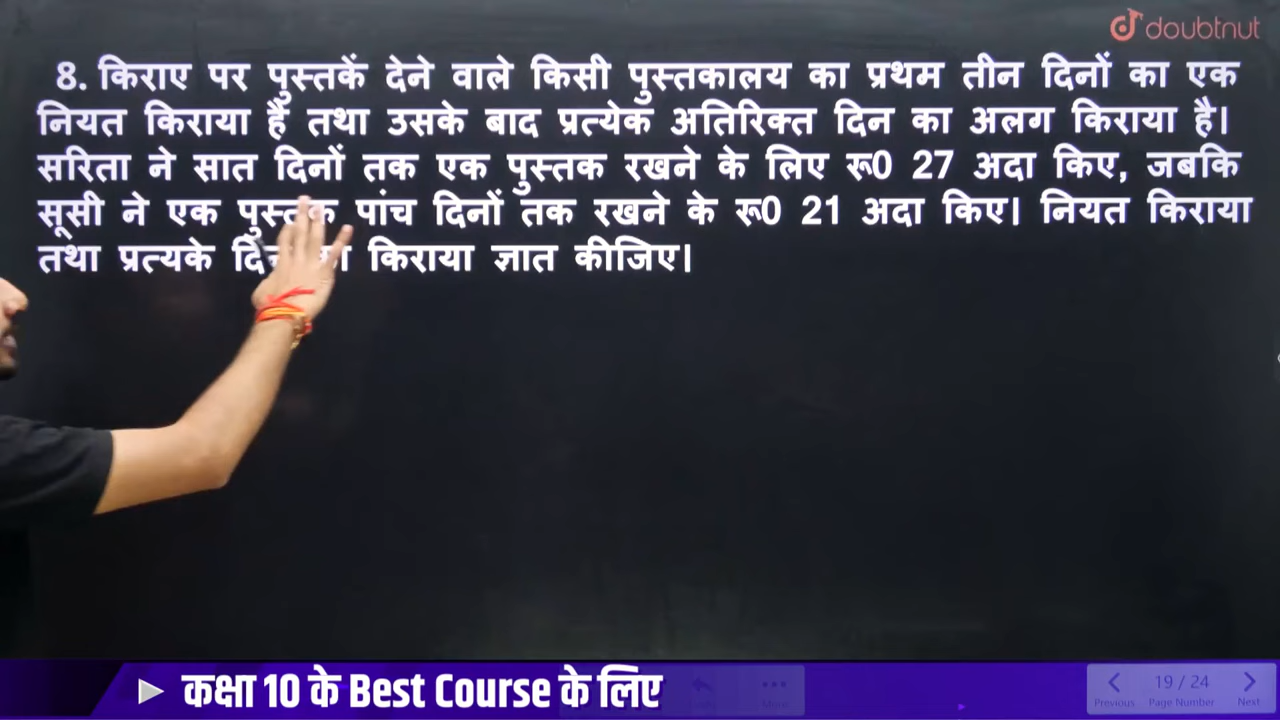 doubtnut
8. किराए पर पुस्तकें देने वाले किसी पुस्तकालय का प्रथम तीन दिनों का एक
नियत किराया हैं तथा उसके बाद प्रत्येक अतिरिक्त दिन का अलग किराया है।
सरिता ने सात दिनों तक एक पुस्तक रखने के लिए रू0 27 अदा किए, जबकि
सूसी ने एक पुस्तक पांच दिनों तक रखने के रू0 21 अदा किए। नियत किराया
तथा प्रत्यके किराया ज्ञात कीजिए।
कक्षा 10 के Best Course के लिए
More
19 / 24
Previous Page Number Next